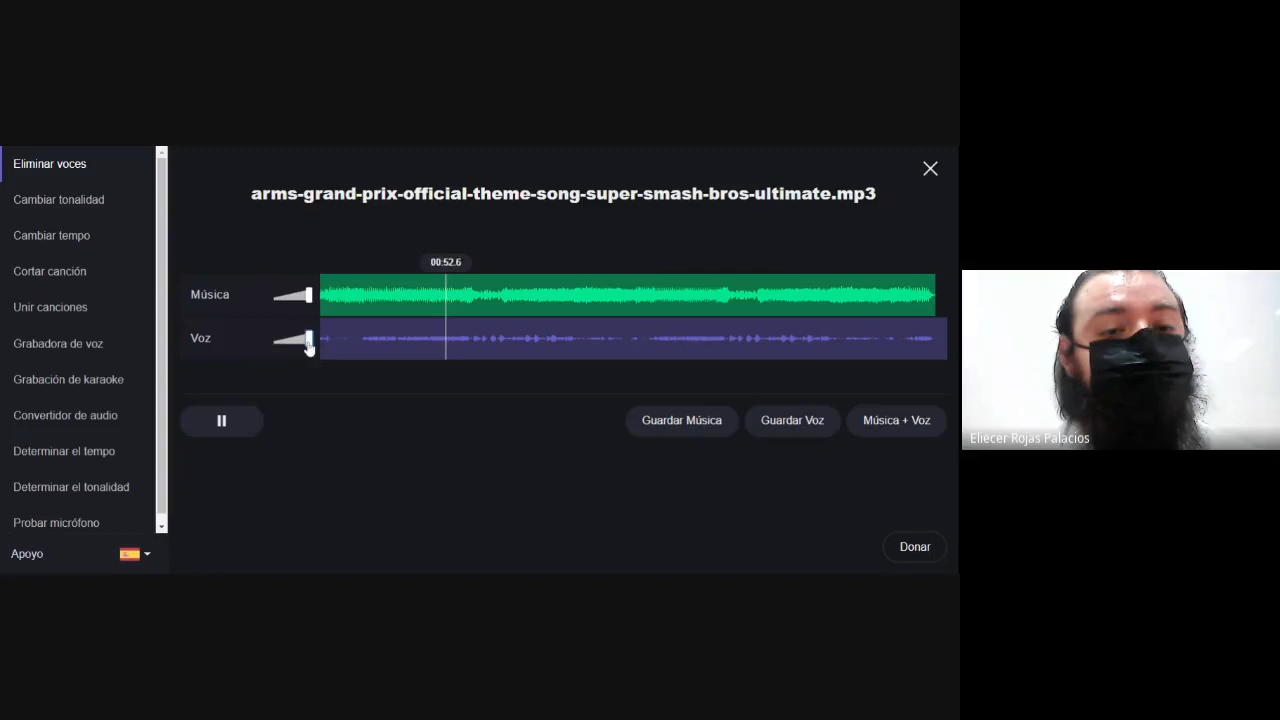 Eliminar voces
Cambiar tonalidad
Cambiar tempo
Cortar canción
Unir canciones
Grabadora de voz
Grabación de karaoke
Convertidor de audio
Determinar el tempo
Determinar el tonalidad
Probar micrófono
Apoyo
arms-grand-prix-official-theme-song-super-smash-bros-ultimate.mp3
00:52.6
Música
Voz
Guardar Música
Guardar Voz
Música + Voz
Donar
Eliecer Rojas Palacios